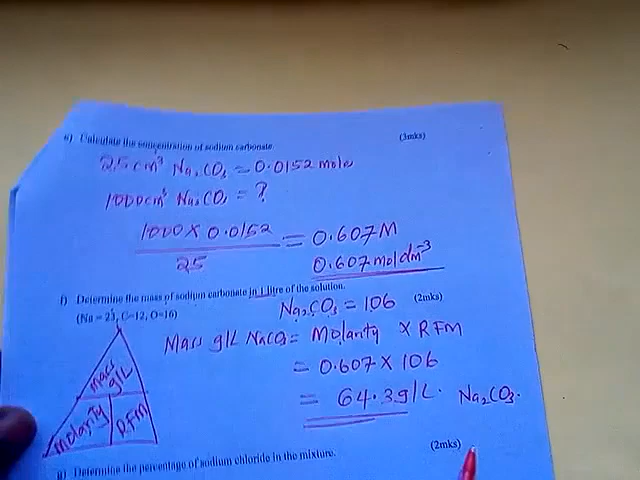 e) Calculate the concentration of sodium carbonate. (3mks)
25cm³ Na₂CO₃ = 0.0152 mole
1000cm³ Na₂CO₃ = ?
1000 x 0.0152 = 0.607M
25 0.607 moldm⁻³
f) Determine the mass of sodium carbonate in 1 litre of the solution.
(Na = 23, C=12, O=16) Na₂CO₃ = 106 (2mks)
Mass g/L NaCO₃ = Molarity x RFM
= 0.607 x 106
= 64.3g/L. Na₂CO₃.
mass g/L
molarity RFM
(2mks)
g) Determine the percentage of sodium chloride in the mixture.